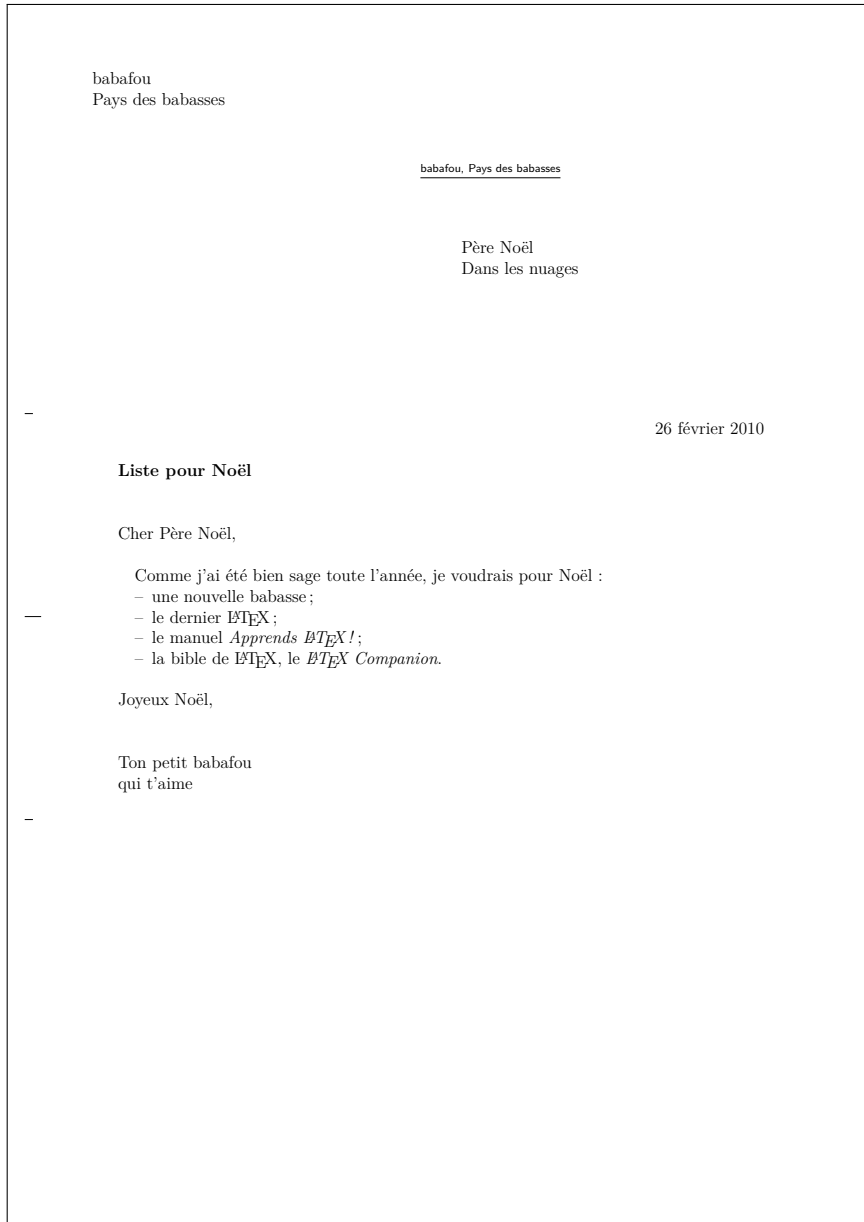 babafou
Pays des babasses
babafou, Pays des babasses
Père Noël
Dans les nuages
26 février 2010
Liste pour Noël
Cher Père Noël,
Comme j'ai été bien sage toute l'année, je voudrais pour Noël :
– une nouvelle babasse ;
– le dernier LATEX ;
– le manuel Apprends LATEX ! ;
– la bible de LATEX, le LATEX Companion.
Joyeux Noël,
Ton petit babafou
qui t'aime